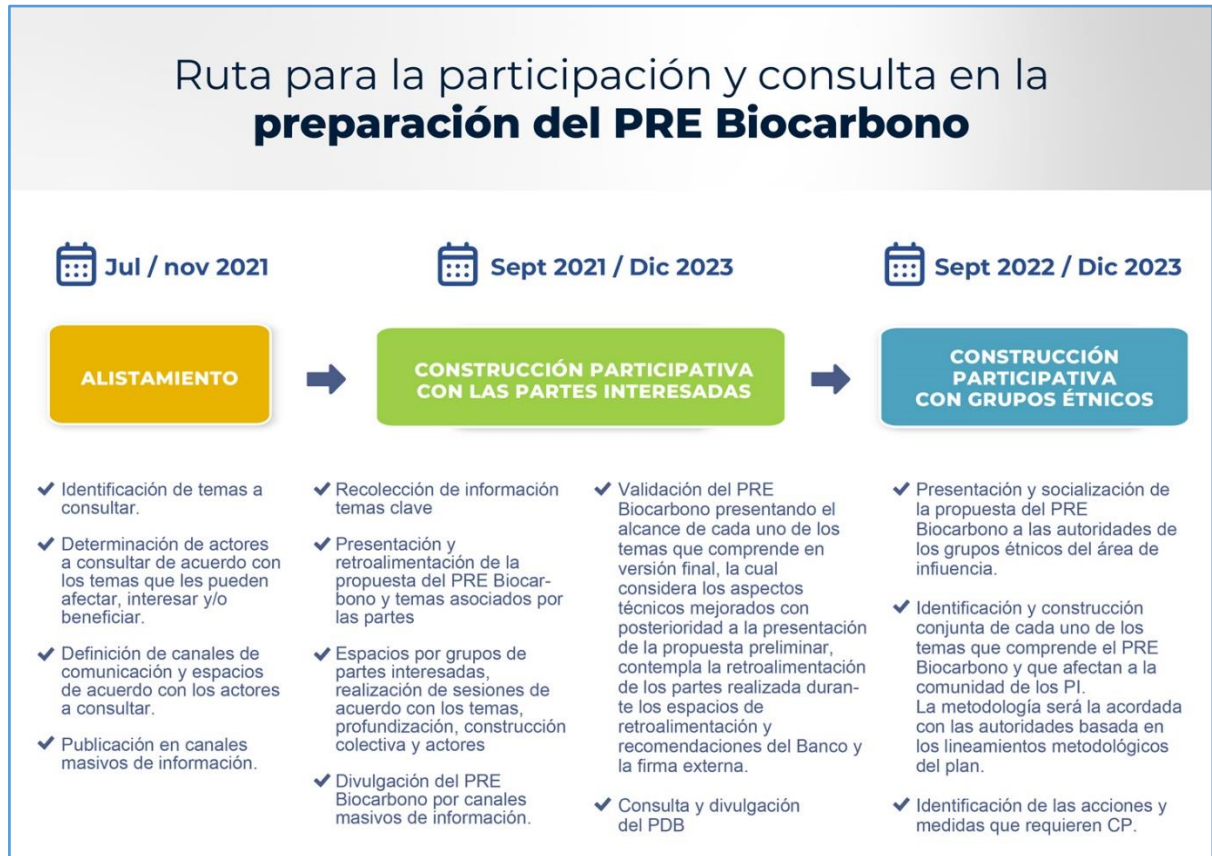 Ruta para la participación y consulta en la
preparación del PRE Biocarbono
Jul / nov 2021
ALISTAMIENTO
✔ Identificación de temas a
consultar.
✔ Determinación de actores
a consultar de acuerdo con
los temas que les pueden
afectar, interesar y/o
beneficiar.
✔ Definición de canales de
comunicación y espacios
de acuerdo con los actores
a consultar.
✔ Publicación en canales
masivos de información.
Sept 2021 / Dic 2023
CONSTRUCCIÓN PARTICIPATIVA
CON LAS PARTES INTERESADAS
✔ Recolección de información
temas clave
✔ Presentación y
retroalimentación de la
propuesta del PRE Biocar-
bono y temas asociados por
las partes
✔ Espacios por grupos de
partes interesadas,
realización de sesiones de
acuerdo con los temas,
profundización, construcción
colectiva y actores
✔ Divulgación del PRE
Biocarbono por canales
masivos de información.
✔ Validación del PRE
Biocarbono presentando el
alcance de cada uno de los
temas que comprende en
versión final, la cual
considera los aspectos
técnicos mejorados con
posterioridad a la presentación
de la propuesta preliminar,
contempla la retroalimentación
de los partes realizada duran-
te los espacios de
retroalimentación y
recomendaciones del Banco y
la firma externa.
✔ Consulta y divulgación
del PDB
Sept 2022 / Dic 2023
CONSTRUCCIÓN
PARTICIPATIVA
CON GRUPOS ÉTNICOS
✔ Presentación y socialización de
la propuesta del PRE
Biocarbono a las autoridades de
los grupos étnicos del área de
influencia.
✔ Identificación y construcción
conjunta de cada uno de los
temas que comprende el PRE
Biocarbono y que afectan a la
comunidad de los PI.
La metodología será la acordada
con las autoridades basada en
los lineamientos metodológicos
del plan.
✔ Identificación de las acciones y
medidas que requieren CP.